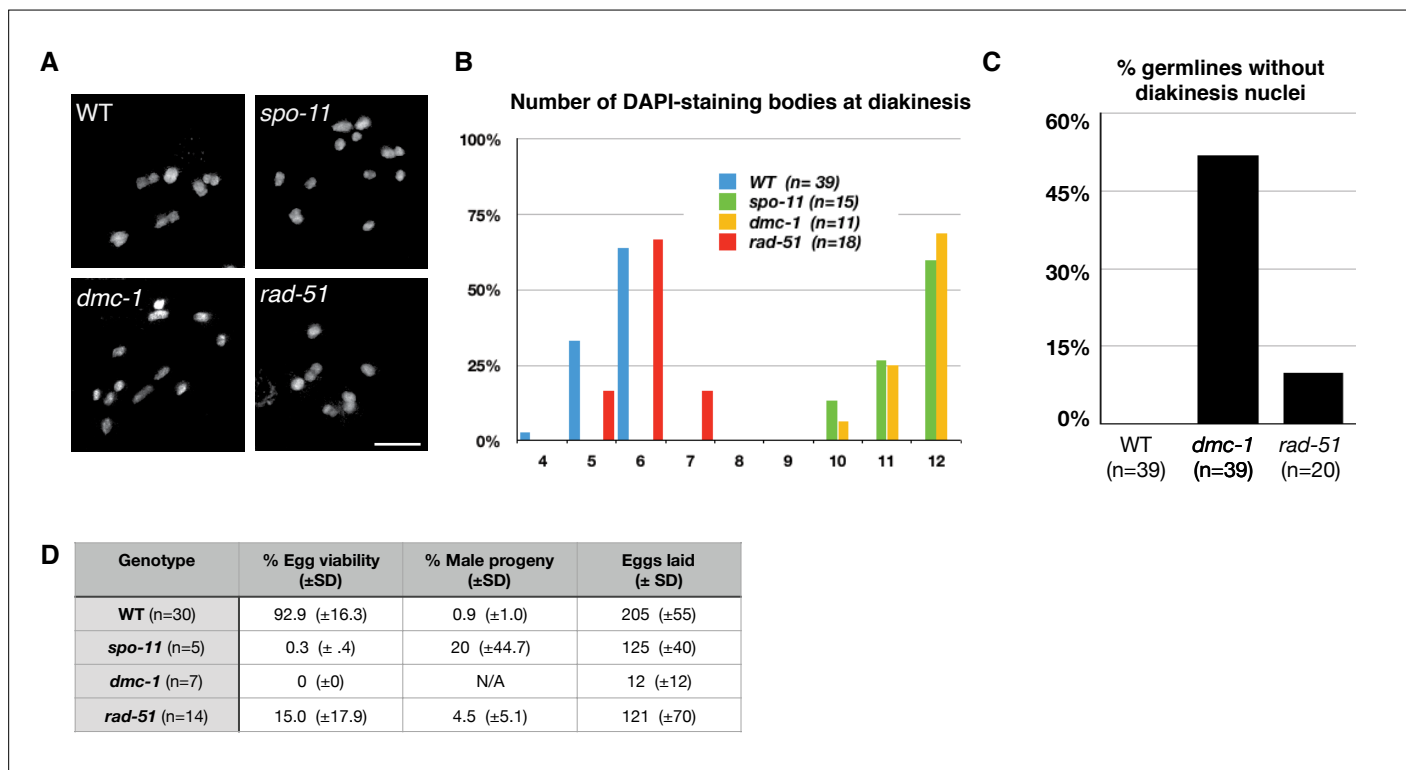 A
WT
spo-11
dmc-1
rad-51
B
Number of DAPI-staining bodies at diakinesis
100%
75%
50%
25%
0%
WT (n= 39)
spo-11 (n=15)
dmc-1 (n=11)
rad-51 (n=18)
4 5 6 7 8 9 10 11 12
C
% germlines without
diakinesis nuclei
60%
45%
30%
15%
0%
WT dmc-1 rad-51
(n=39) (n=39) (n=20)
D
Genotype % Egg viability % Male progeny Eggs laid
(±SD) (±SD) (± SD)
WT (n=30) 92.9 (±16.3) 0.9 (±1.0) 205 (±55)
spo-11 (n=5) 0.3 (± .4) 20 (±44.7) 125 (±40)
dmc-1 (n=7) 0 (±0) N/A 12 (±12)
rad-51 (n=14) 15.0 (±17.9) 4.5 (±5.1) 121 (±70)